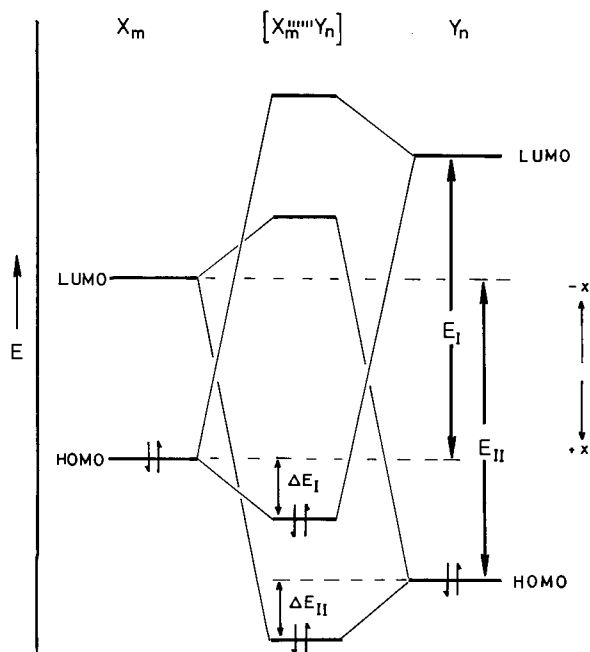 Xm [Xm''''''Yn] Yn
LUMO
LUMO
− x
E
EI
EII
+ x
HOMO
ΔEI
HOMO
ΔEII